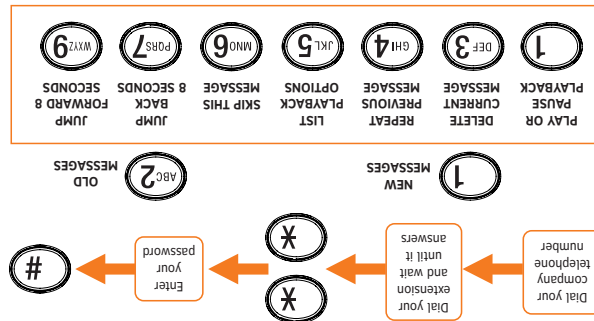 Dial your
company
telephone
number
Dial your
extension
and wait
until it
answers
*
*
Enter
your
password
#
1
NEW
MESSAGES
ABC 2
OLD
MESSAGES
PLAY OR
PAUSE
PLAYBACK
DELETE
CURRENT
MESSAGE
REPEAT
PREVIOUS
MESSAGE
LIST
PLAYBACK
OPTIONS
SKIP THIS
MESSAGE
JUMP
BACK
8 SECONDS
JUMP
FORWARD 8
SECONDS
1
DEF 3
GHI 4
JKL 5
MNO 6
PQRS 7
WXYZ 9